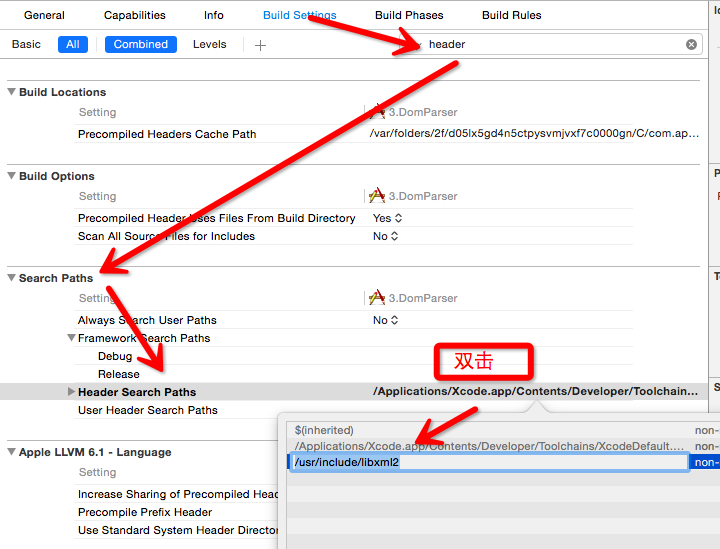 General Capabilities Info Build Settings Build Phases Build Rules
Basic All Combined Levels + header
Build Locations
Setting 3.DomParser
Precompiled Headers Cache Path /var/folders/2f/d05lx5gd4n5ctpysvmjvxf7c0000gn/C/com.ap...
Build Options
Setting 3.DomParser
Precompiled Header Uses Files From Build Directory Yes
Scan All Source Files for Includes No
Search Paths
Setting 3.DomParser
Always Search User Paths No
Framework Search Paths
Debug
双击
Release
Header Search Paths /Applications/Xcode.app/Contents/Developer/Toolchains...
User Header Search Paths
$(inherited) non-
/Applications/Xcode.app/Contents/Developer/Toolchains/XcodeDefault.... non-
/usr/include/libxml2 non-
Apple LLVM 6.1 - Language
Setting
Increase Sharing of Precompiled Head
Precompile Prefix Header
Use Standard System Header Director